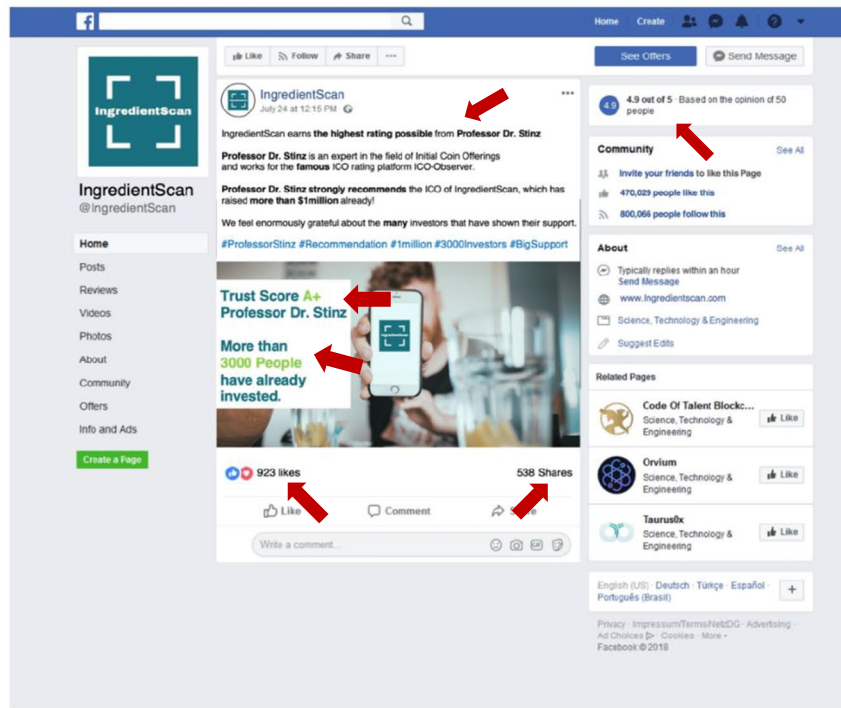 Home Create
IngredientScan
IngredientScan
@IngredientScan
Home
Posts
Reviews
Videos
Photos
About
Community
Offers
Info and Ads
Create a Page
Like Follow Share ...
IngredientScan
July 24 at 12:15 PM
IngredientScan earns the highest rating possible from Professor Dr. Stinz
Professor Dr. Stinz is an expert in the field of Initial Coin Offerings
and works for the famous ICO rating platform ICO-Observer.
Professor Dr. Stinz strongly recommends the ICO of IngredientScan, which has
raised more than $1million already!
We feel enormously grateful about the many investors that have shown their support.
#ProfessorStinz #Recommendation #1million #3000Investors #BigSupport
Trust Score A+
Professor Dr. Stinz
More than
3000 People
have already
invested.
923 likes 538 Shares
Like Comment
Write a comment...
GIF
See Offers Send Message
4.9
4.9 out of 5 · Based on the opinion of 50
people
Community See All
Invite your friends to like this Page
470,029 people like this
800,066 people follow this
About See All
Typically replies within an hour
Send Message
www.Ingredientscan.com
Science, Technology & Engineering
Suggest Edits
Related Pages
Code Of Talent Blockc...
Science, Technology &
Engineering
Like
Orvium
Science, Technology &
Engineering
Like
Taurus0x
Science, Technology &
Engineering
Like
English (US) · Deutsch · Türkçe · Español ·
Português (Brasil)
Privacy · Impressum/Terms/NetzDG · Advertising ·
Ad Choices · Cookies · More
Facebook © 2018